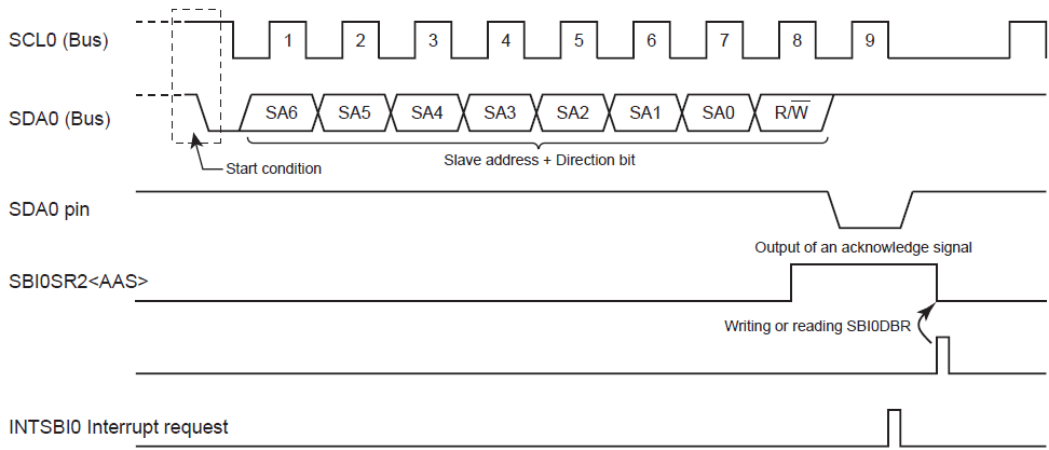 SCL0 (Bus)
1 2 3 4 5 6 7 8 9
SDA0 (Bus)
SA6 SA5 SA4 SA3 SA2 SA1 SA0 R/W̅
Slave address + Direction bit
Start condition
SDA0 pin
Output of an acknowledge signal
SBI0SR2<AAS>
Writing or reading SBI0DBR
INTSBI0 Interrupt request